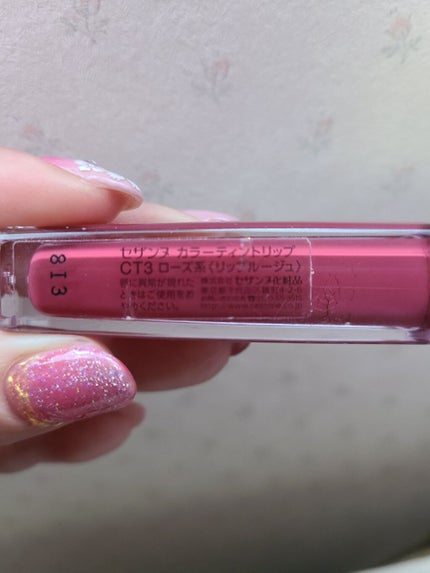 セザンヌ カラーティントリップ
CT3 ローズ系〈リップルージュ〉
唇に異常が現れた
ときはご使用をお
やめください。
株式会社 セザンヌ化粧品
813